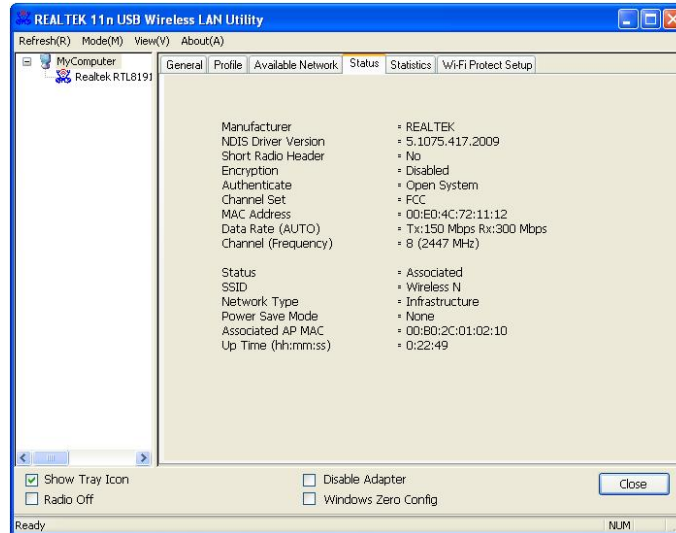 REALTEK 11n USB Wireless LAN Utility
Refresh(R) Mode(M) View(V) About(A)
MyComputer
Realtek RTL8191
General Profile Available Network Status Statistics Wi-Fi Protect Setup
Manufacturer = REALTEK
NDIS Driver Version = 5.1075.417.2009
Short Radio Header = No
Encryption = Disabled
Authenticate = Open System
Channel Set = FCC
MAC Address = 00:E0:4C:72:11:12
Data Rate (AUTO) = Tx:150 Mbps Rx:300 Mbps
Channel (Frequency) = 8 (2447 MHz)
Status = Associated
SSID = Wireless N
Network Type = Infrastructure
Power Save Mode = None
Associated AP MAC = 00:B0:2C:01:02:10
Up Time (hh:mm:ss) = 0:22:49
Show Tray Icon
Radio Off
Disable Adapter
Windows Zero Config
Close
Ready
NUM